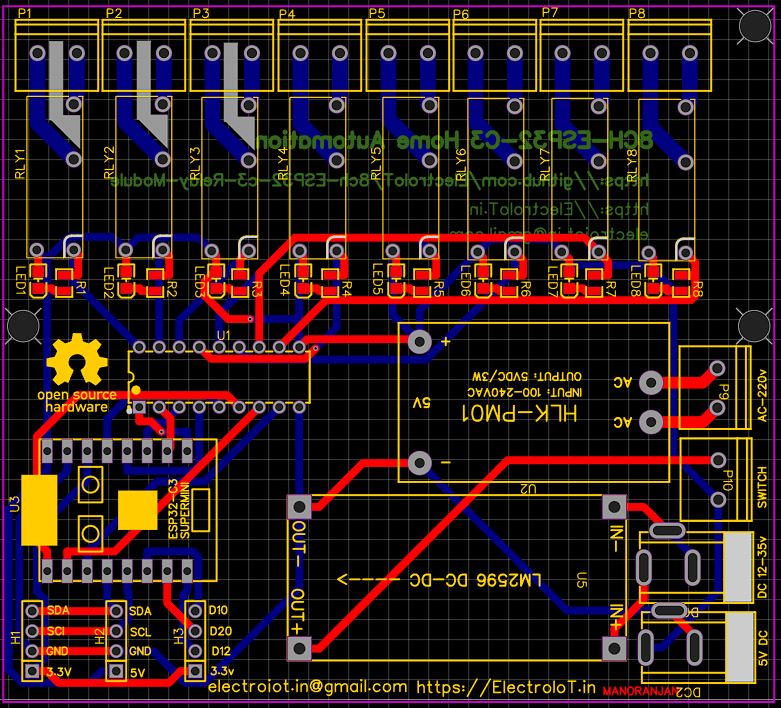 P1 P2 P3 P4 P5 P6 P7 P8
8CH-ESP32-C3 Home Automation
RLY1 RLY2 RLY3 RLY4 RLY5 RLY6 RLY7 RLY8
https://github.com/ElectroIoT/8ch-ESP32-c3-Relay-Module
https://ElectroIoT.in
electroiot.in@gmail.com
LED1 R1 LED2 R2 LED3 R3 LED4 R4 LED5 R5 LED6 R6 LED7 R7 LED8 R8
U1
open source
hardware
+
5V
-
HLK-PM01
INPUT: 100-240VAC
OUTPUT: 5VDC/3W
AC
AC
U2
P9
AC-220v
P10
SWITCH
U3
ESP32-C3
SUPERMINI
OUT-
OUT+
LM2596 DC-DC
----->
IN-
IN+
U5
DC 12-35v
5V DC
DC2
H1
SDA
SCl
GND
3.3V
H2
SDA
SCL
GND
5V
H3
D10
D20
D12
3.3v
electroiot.in@gmail.com https://ElectroIoT.in
MANORANJAN